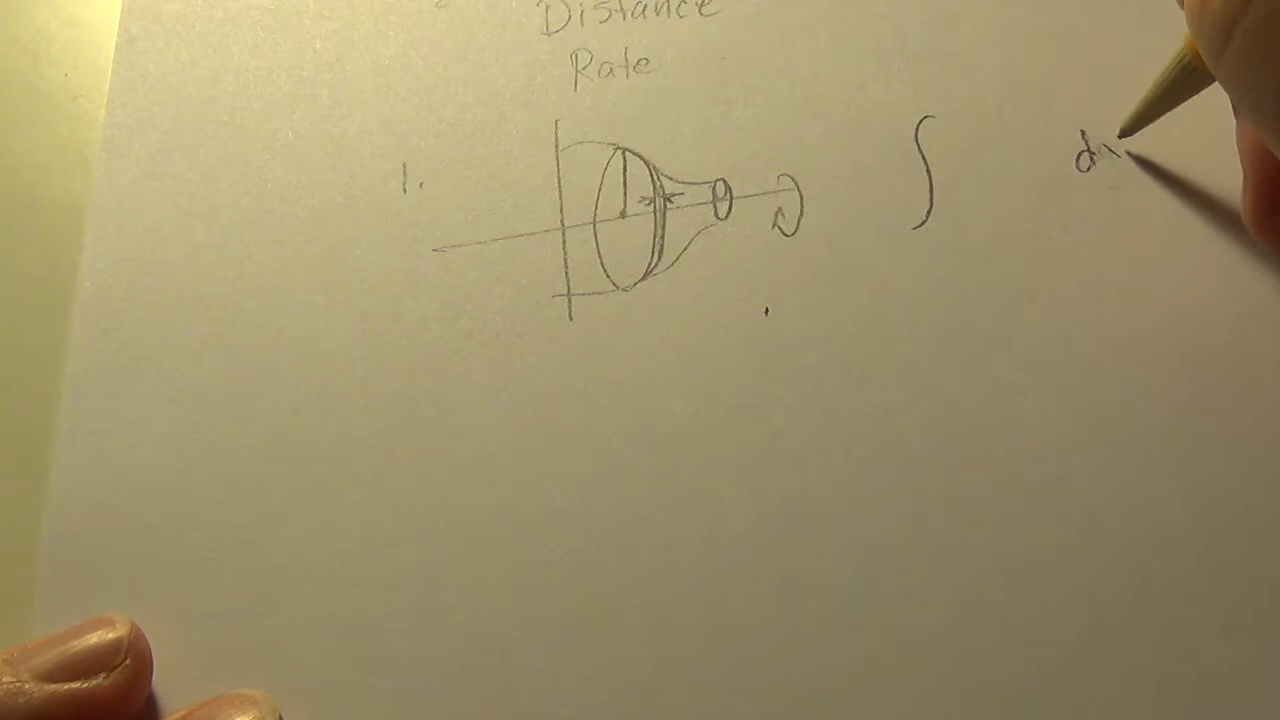 Distance
Rate
1.
∫ dx